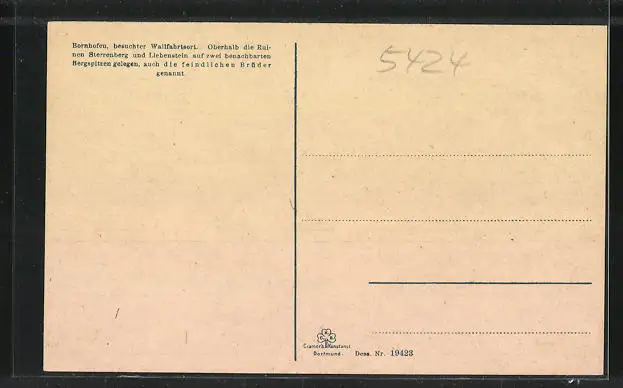 Bornhofen, besuchter Wallfahrtsort. Oberhalb die Rui-
nen Sterrenberg und Liebenstein auf zwei benachbarten
Bergspitzen gelegen, auch die feindlichen Brüder
genannt.
5424
Cramers Kunstanst
Dortmund.
Dess. Nr. 19423